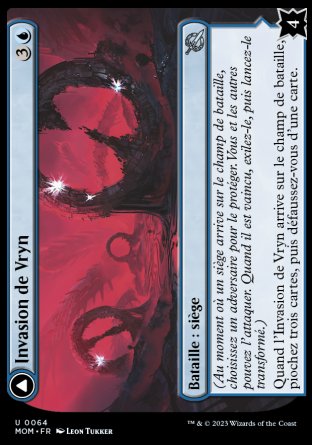 Invasion de Vryn 3
Bataille : siège
(Au moment où un siège arrive sur le champ de bataille,
choisissez un adversaire pour le protéger. Vous et les autres
pouvez l'attaquer. Quand il est vaincu, exilez-le, puis lancez-le
transformé.)
Quand l'Invasion de Vryn arrive sur le champ de bataille,
piochez trois cartes, puis défaussez-vous d'une carte.
4
U 0064
MOM • FR Leon Tukker
™ & © 2023 Wizards of the Coast